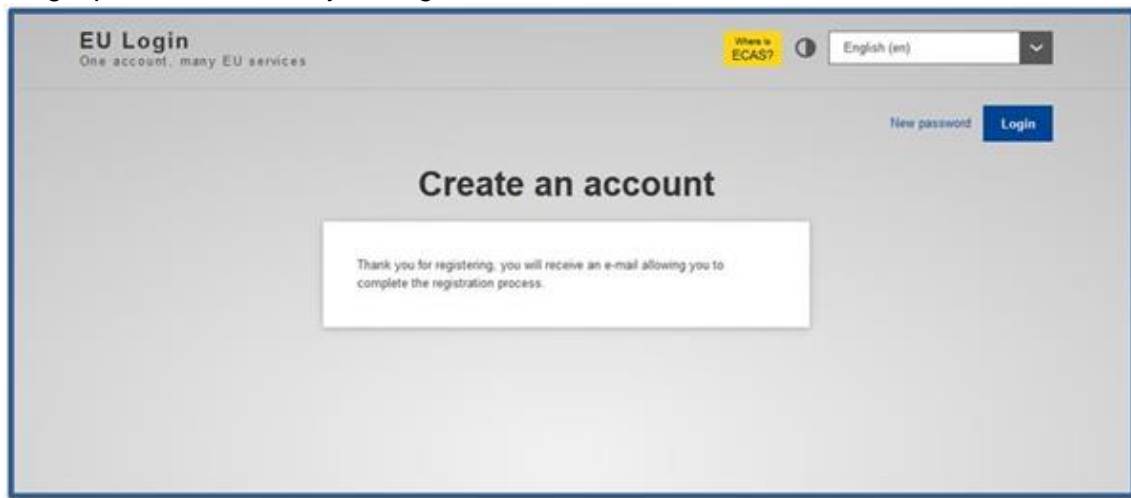 EU Login
One account, many EU services
Where is
ECAS?
English (en)
New password
Login
Create an account
Thank you for registering, you will receive an e-mail allowing you to
complete the registration process.